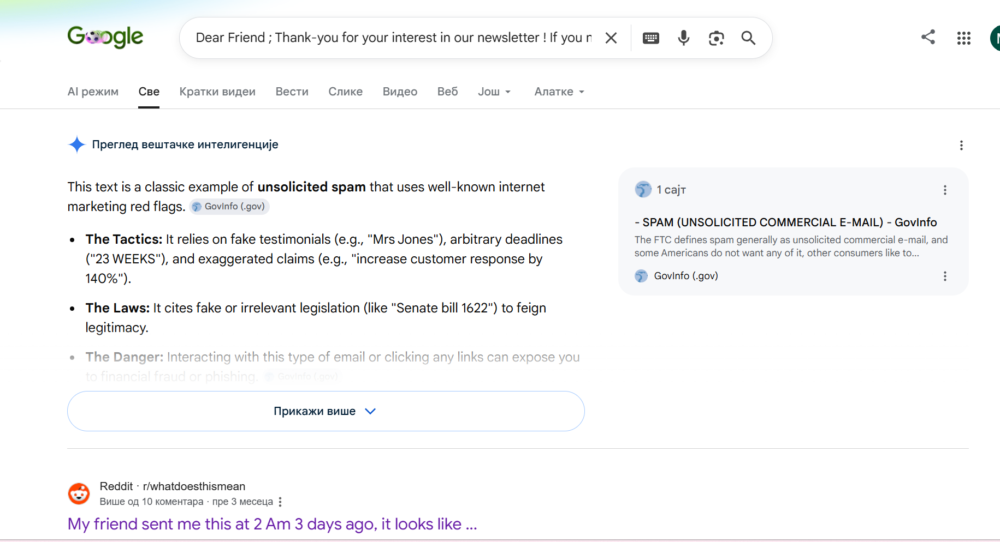 Google
Dear Friend ; Thank-you for your interest in our newsletter ! If you
AI режим Све Кратки видеи Вести Слике Видео Веб Још Алатке
Преглед вештачке интелигенције
This text is a classic example of unsolicited spam that uses well-known internet
marketing red flags. GovInfo (.gov)
• The Tactics: It relies on fake testimonials (e.g., "Mrs Jones"), arbitrary deadlines
("23 WEEKS"), and exaggerated claims (e.g., "increase customer response by
140%").
• The Laws: It cites fake or irrelevant legislation (like "Senate bill 1622") to feign
legitimacy.
• The Danger: Interacting with this type of email or clicking any links can expose you
to financial fraud or phishing. GovInfo (.gov)
Прикажи више
1 сајт
- SPAM (UNSOLICITED COMMERCIAL E-MAIL) - GovInfo
The FTC defines spam generally as unsolicited commercial e-mail, and
some Americans do not want any of it, other consumers like to...
GovInfo (.gov)
Reddit · r/whatdoesthismean
Више од 10 коментара · пре 3 месеца
My friend sent me this at 2 Am 3 days ago, it looks like ...